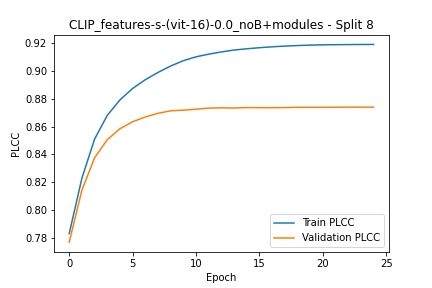 CLIP_features-s-(vit-16)-0.0_noB+modules - Split 8
PLCC
0.92
0.90
0.88
0.86
0.84
0.82
0.80
0.78
Train PLCC
Validation PLCC
0 5 10 15 20 25
Epoch